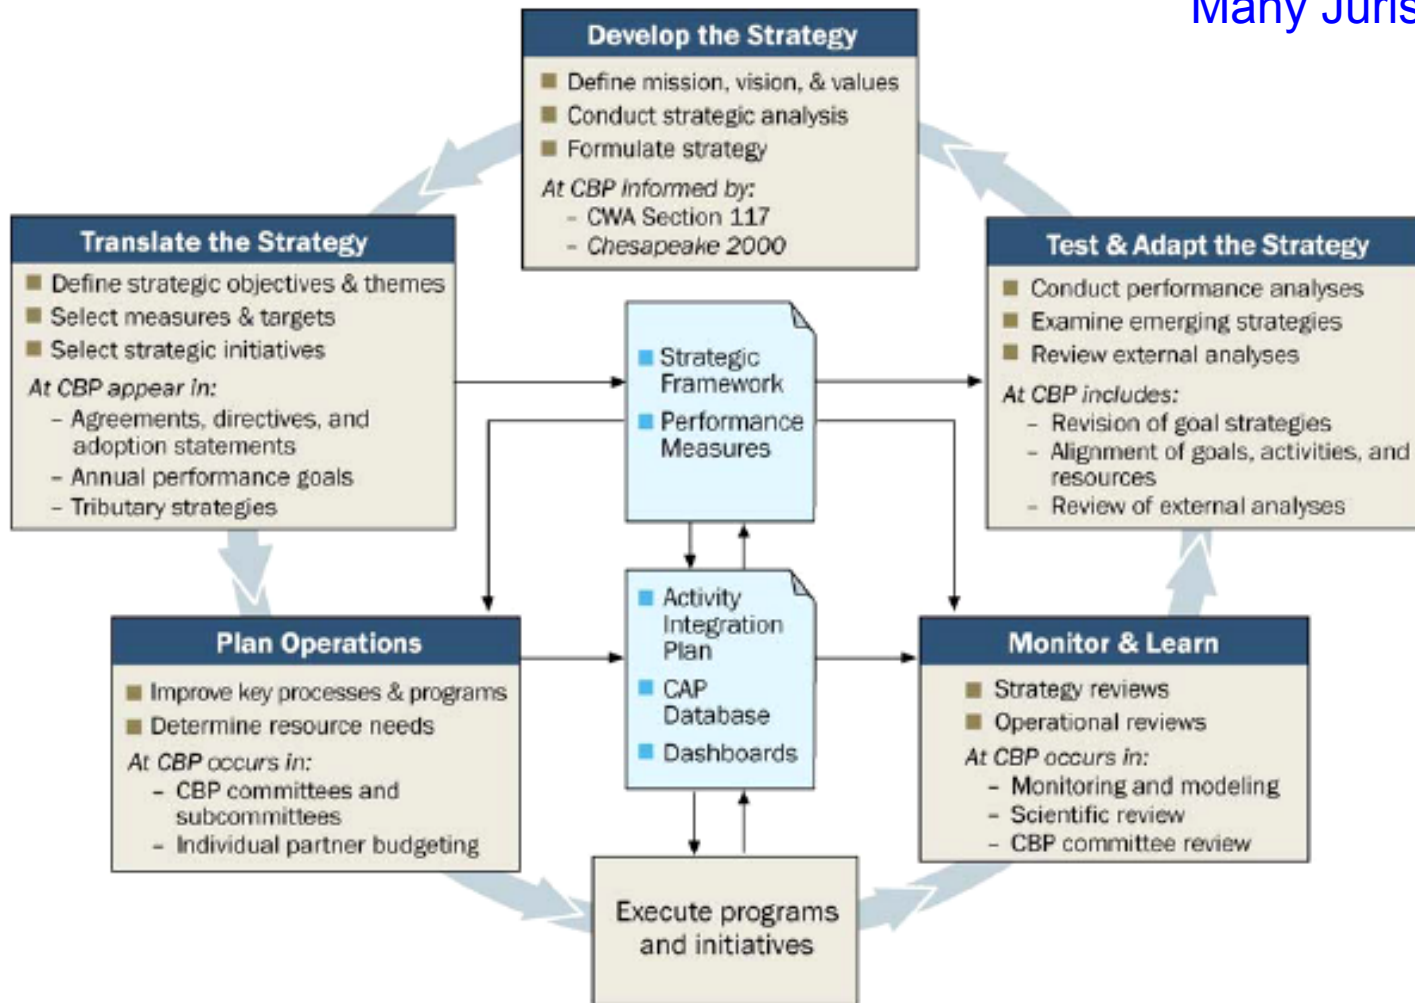 Many Juris
Develop the Strategy
Define mission, vision, & values
Conduct strategic analysis
Formulate strategy
At CBP informed by:
– CWA Section 117
– Chesapeake 2000
Translate the Strategy
Define strategic objectives & themes
Select measures & targets
Select strategic initiatives
At CBP appear in:
– Agreements, directives, and
adoption statements
– Annual performance goals
– Tributary strategies
Strategic
Framework
Performance
Measures
Test & Adapt the Strategy
Conduct performance analyses
Examine emerging strategies
Review external analyses
At CBP includes:
– Revision of goal strategies
– Alignment of goals, activities, and
resources
– Review of external analyses
Plan Operations
Improve key processes & programs
Determine resource needs
At CBP occurs in:
– CBP committees and
subcommittees
– Individual partner budgeting
Activity
Integration
Plan
CAP
Database
Dashboards
Monitor & Learn
Strategy reviews
Operational reviews
At CBP occurs in:
– Monitoring and modeling
– Scientific review
– CBP committee review
Execute programs
and initiatives